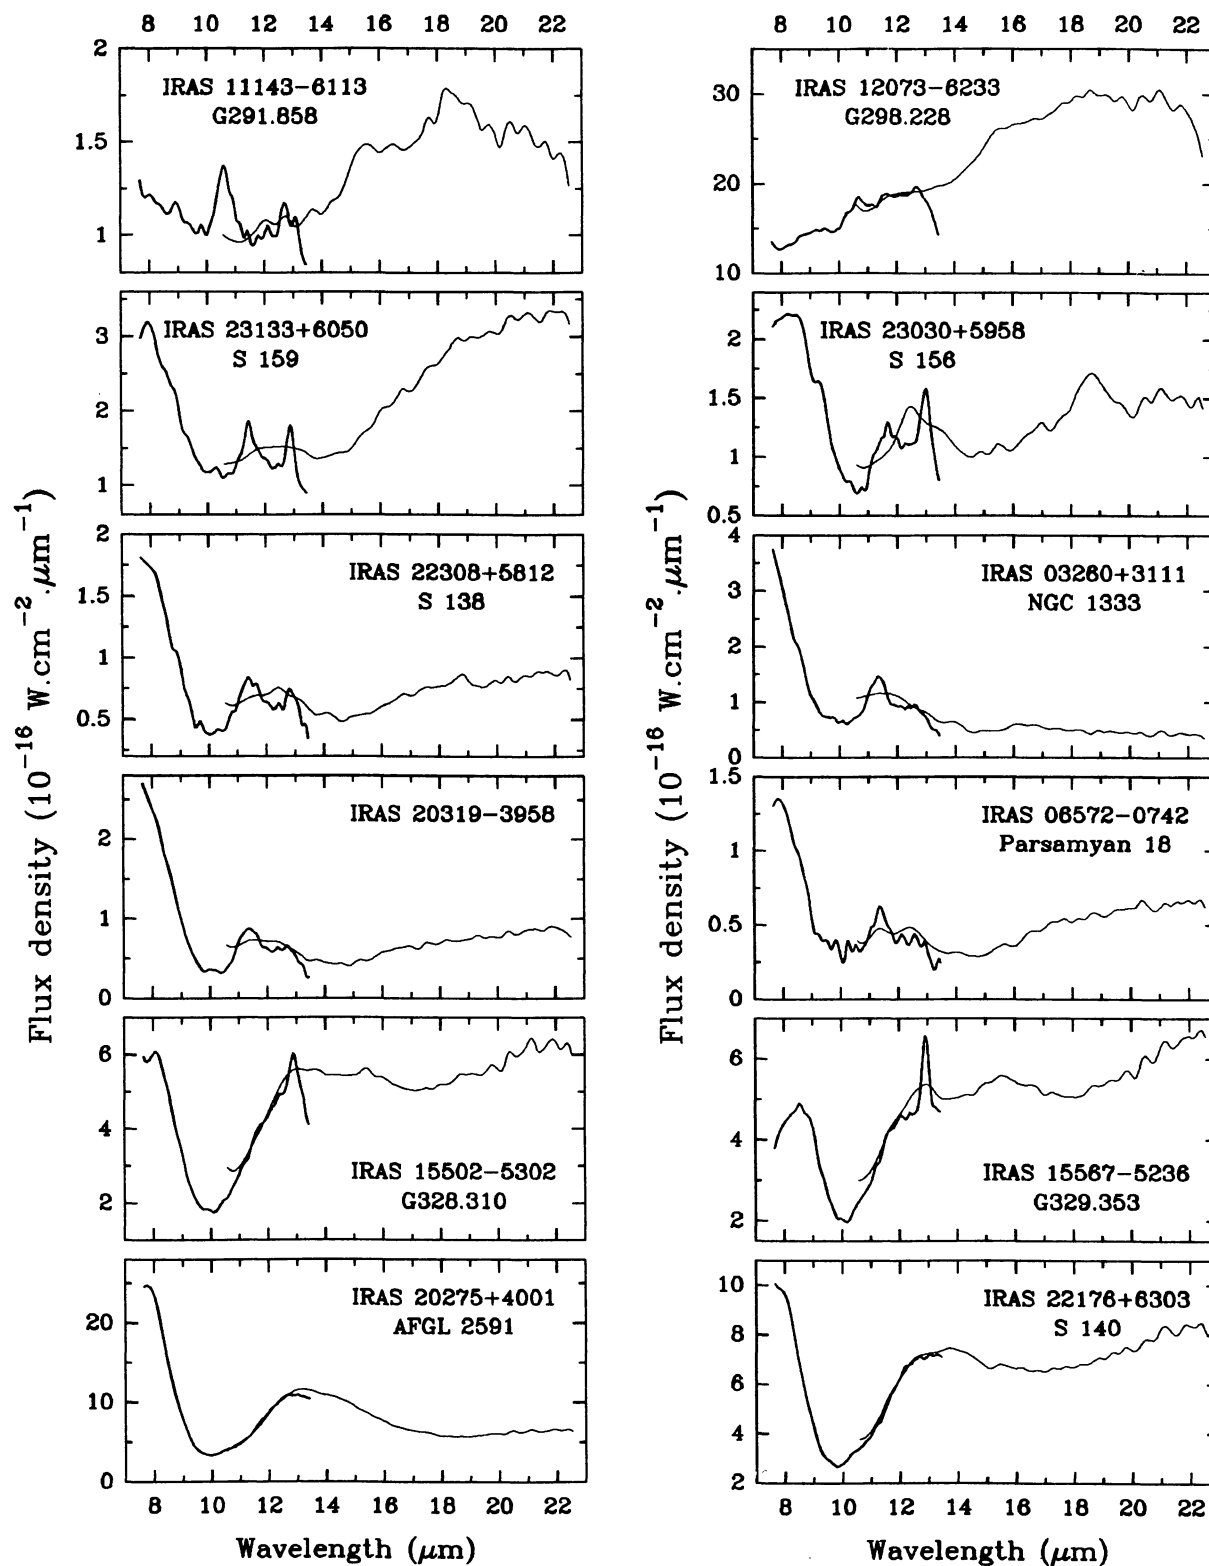 8 10 12 14 16 18 20 22
8 10 12 14 16 18 20 22
2
1.5
1
IRAS 11143−6113
G291.858
30
20
10
IRAS 12073−6233
G298.228
3
2
1
IRAS 23133+6050
S 159
2
1.5
1
0.5
IRAS 23030+5958
S 156
2
1.5
1
0.5
IRAS 22308+5812
S 138
4
3
2
1
0
IRAS 03260+3111
NGC 1333
2
1
0
IRAS 20319−3958
1.5
1
0.5
0
IRAS 06572−0742
Parsamyan 18
6
4
2
IRAS 15502−5302
G328.310
6
4
2
IRAS 15567−5236
G329.353
20
10
0
IRAS 20275+4001
AFGL 2591
10
8
6
4
2
IRAS 22176+6303
S 140
8 10 12 14 16 18 20 22
8 10 12 14 16 18 20 22
Wavelength (μm)
Wavelength (μm)
Flux density (10⁻¹⁶ W.cm⁻² .μm⁻¹)
Flux density (10⁻¹⁶ W.cm⁻² .μm⁻¹)